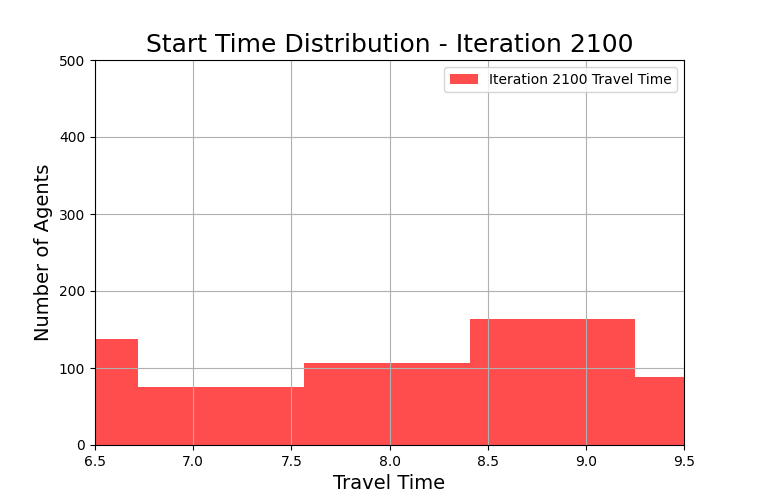 Start Time Distribution - Iteration 2100
500
Iteration 2100 Travel Time
400
300
200
100
0
Number of Agents
6.5 7.0 7.5 8.0 8.5 9.0 9.5
Travel Time